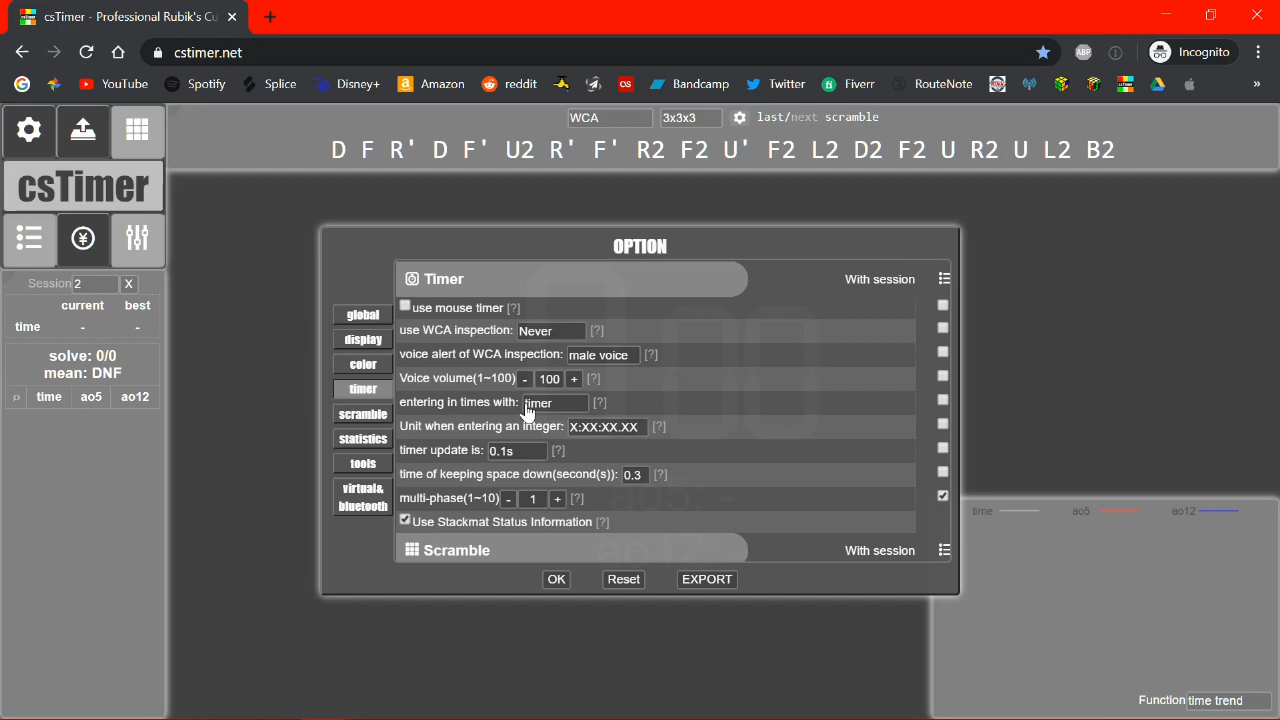 csTimer - Professional Rubik's Cu
cstimer.net
ABP
Incognito
YouTube Spotify Splice Disney+ Amazon reddit Bandcamp Twitter Fiverr RouteNote »
WCA 3x3x3 last/next scramble
D F R' D F' U2 R' F' R2 F2 U' F2 L2 D2 F2 U R2 U L2 B2
csTimer
Session 2 X
current best
time - -
solve: 0/0
mean: DNF
time ao5 ao12
OPTION
Timer With session
global
display
color
timer
scramble
statistics
tools
virtual&
bluetooth
use mouse timer [?]
use WCA inspection: Never [?]
voice alert of WCA inspection: male voice [?]
Voice volume(1~100) - 100 + [?]
entering in times with: timer [?]
Unit when entering an integer: X:XX:XX.XX [?]
timer update is: 0.1s [?]
time of keeping space down(second(s)): 0.3 [?]
multi-phase(1~10) - 1 + [?]
Use Stackmat Status Information [?]
Scramble With session
OK Reset EXPORT
time ao5 ao12
Function time trend